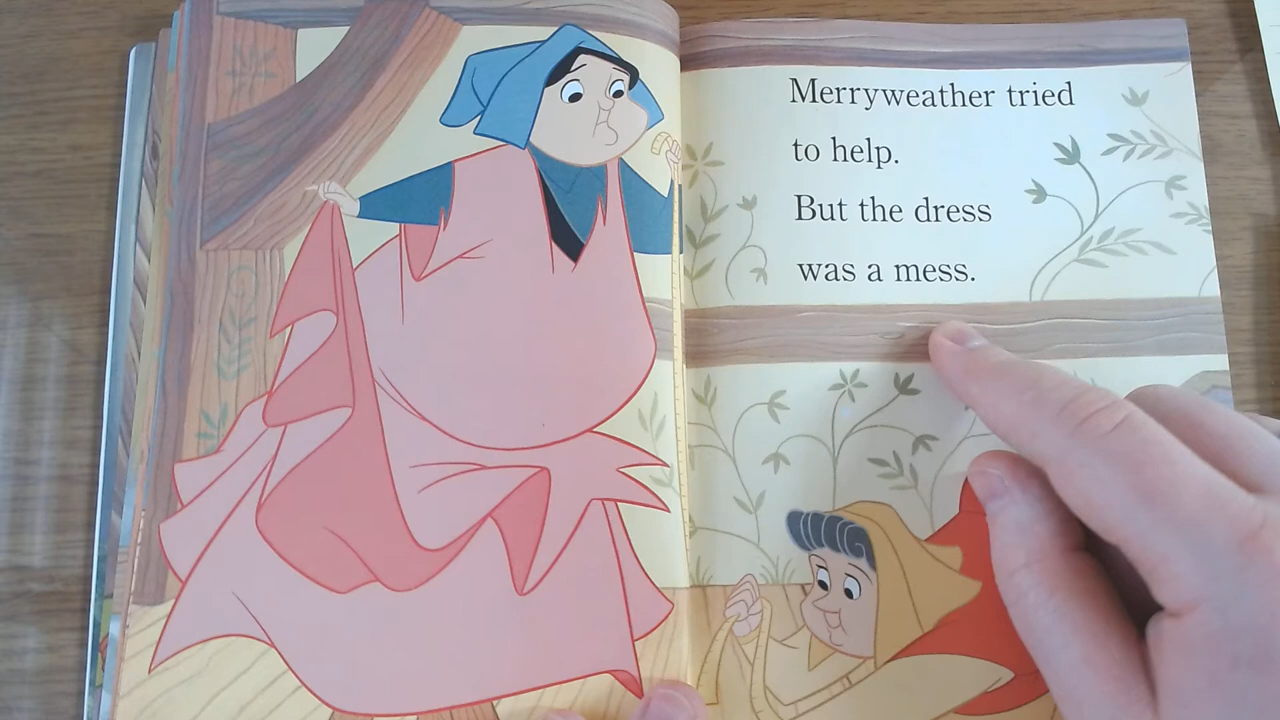 Merryweather tried
to help.
But the dress
was a mess.